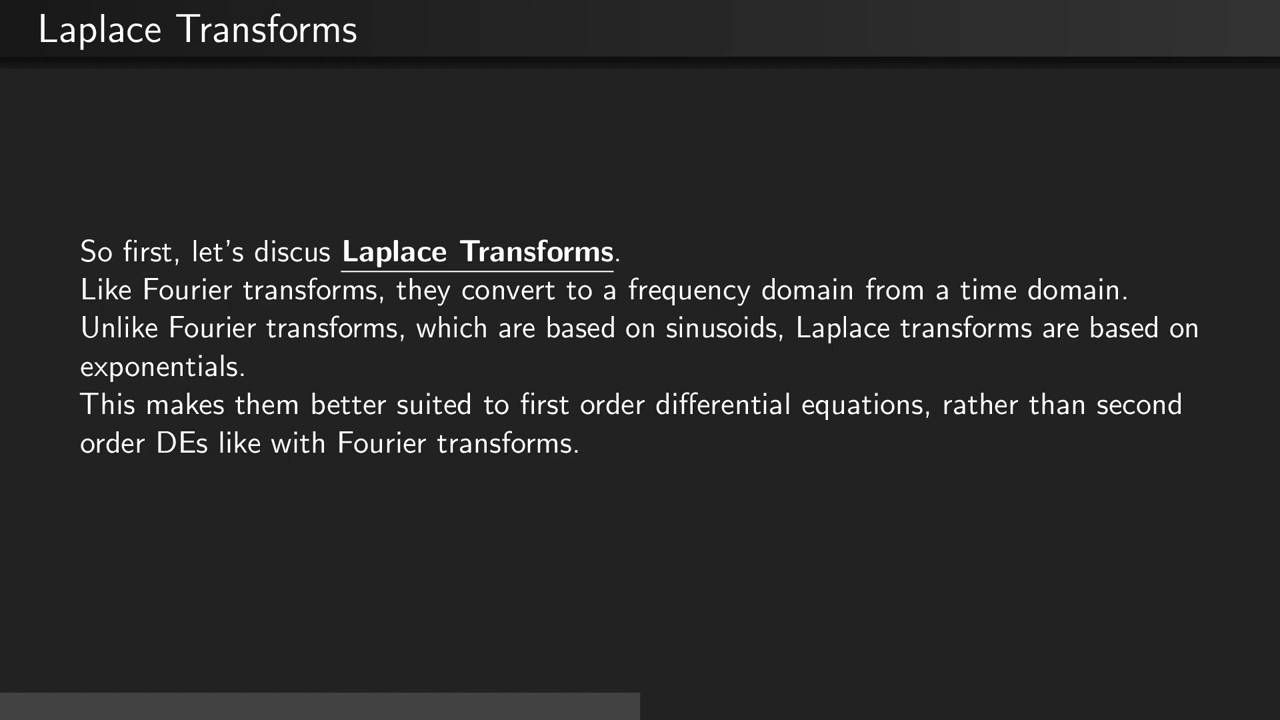 Laplace Transforms
So first, let's discus Laplace Transforms.
Like Fourier transforms, they convert to a frequency domain from a time domain.
Unlike Fourier transforms, which are based on sinusoids, Laplace transforms are based on
exponentials.
This makes them better suited to first order differential equations, rather than second
order DEs like with Fourier transforms.